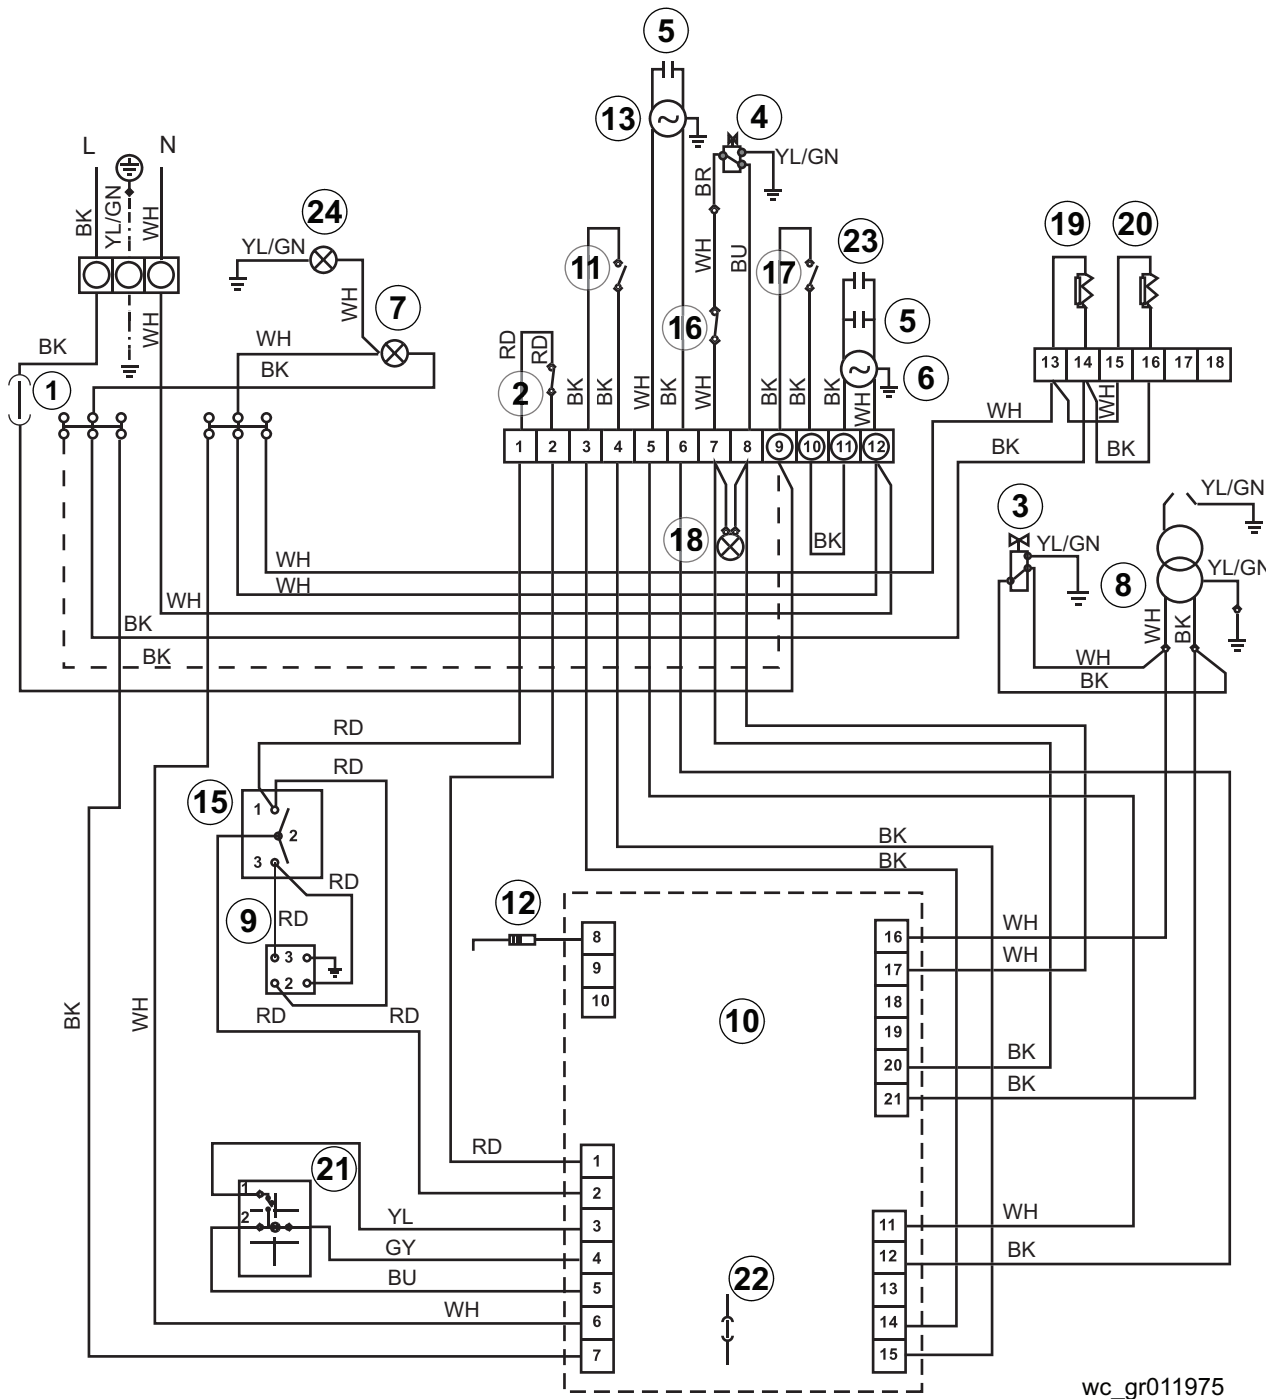 5
13
4
YL/GN
L
N
BK
YL/GN
WH
24
YL/GN
WH
7
BR
WH
BU
11
17
23
5
6
16
19
20
BK
1
WH
WH
BK
RD
RD
2
BK
BK
WH
BK
WH
BK
BK
BK
WH
1 2 3 4 5 6 7 8 9 10 11 12
13 14 15 16 17 18
WH
WH
BK
BK
18
BK
3
YL/GN
YL/GN
8
YL/GN
WH
BK
WH
WH
WH
BK
BK
WH
BK
RD
RD
15
1
2
3
RD
9
RD
3
2
RD
RD
BK
WH
BK
BK
12
8
9
10
10
16
17
18
19
20
21
WH
WH
BK
BK
21
1
2
RD
YL
GY
BU
WH
1
2
3
4
5
6
7
22
11
12
13
14
15
WH
BK
wc_gr011975